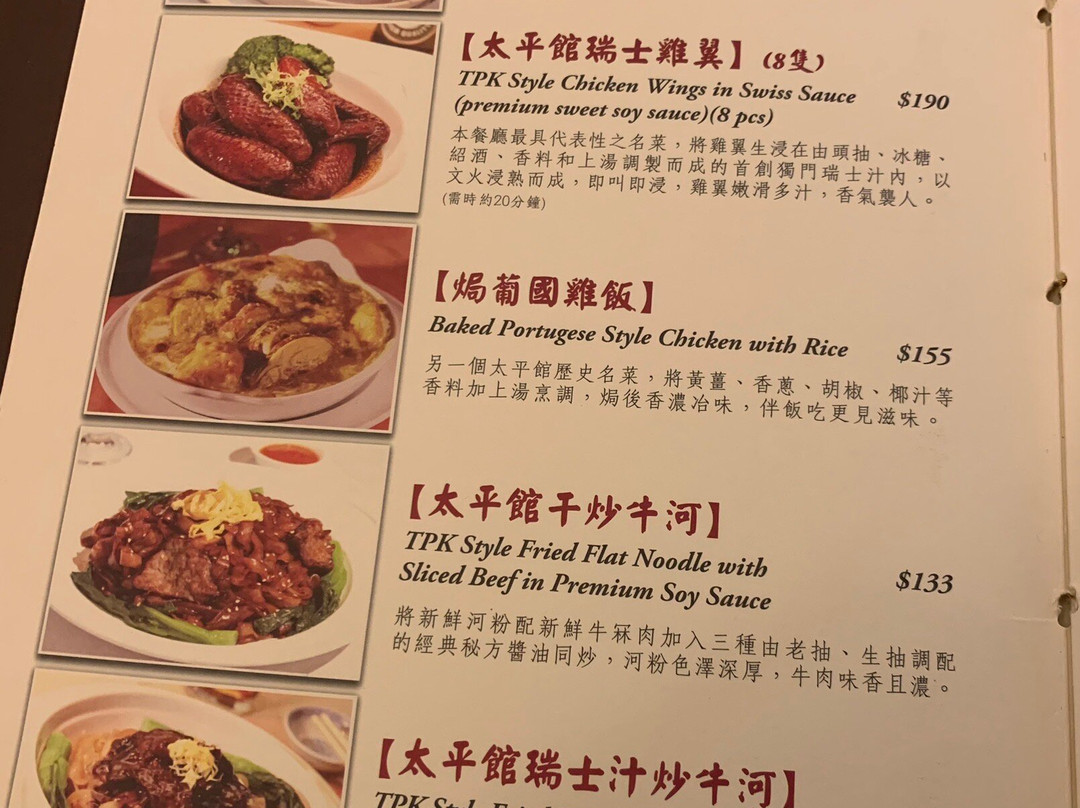 【太平館瑞士雞翼】(8隻)
TPK Style Chicken Wings in Swiss Sauce
(premium sweet soy sauce)(8 pcs)
$190
本餐廳最具代表性之名菜，將雞翼生浸在由頭抽、冰糖、
紹酒、香料和上湯調製而成的首創獨門瑞士汁內，以
文火浸熟而成，即叫即浸，雞翼嫩滑多汁，香氣襲人。
(需時約20分鐘)
【焗葡國雞飯】
Baked Portugese Style Chicken with Rice
$155
另一個太平館歷史名菜，將黃薑、香蔥、胡椒、椰汁等
香料加上湯烹調，焗後香濃冶味，伴飯吃更見滋味。
【太平館干炒牛河】
TPK Style Fried Flat Noodle with
Sliced Beef in Premium Soy Sauce
$133
將新鮮河粉配新鮮牛冧肉加入三種由老抽、生抽調配
的經典秘方醬油同炒，河粉色澤深厚，牛肉味香且濃。
【太平館瑞士汁炒牛河】
TPK Style